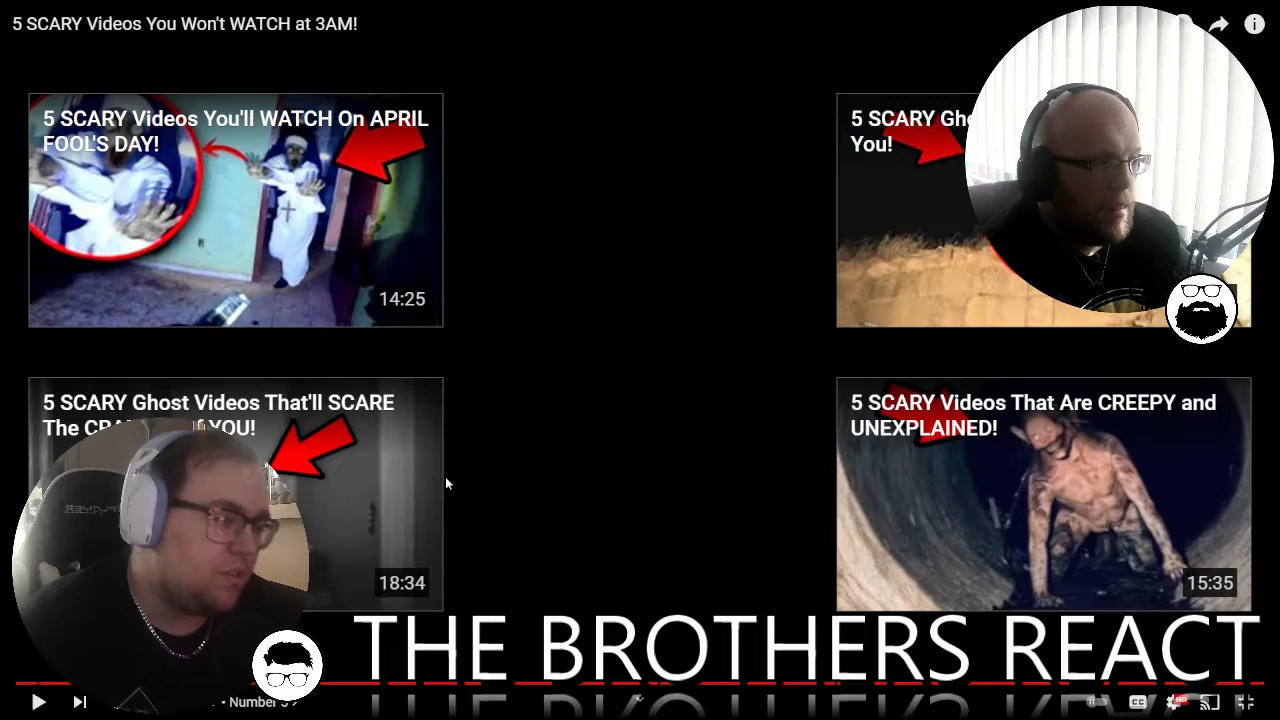 5 SCARY Videos You Won't WATCH at 3AM!
5 SCARY Videos You'll WATCH On APRIL
FOOL'S DAY!
14:25
5 SCARY
You!
5 SCARY Ghost Videos That'll SCARE
The YOU!
18:34
5 SCARY Videos That Are CREEPY and
UNEXPLAINED!
15:35
THE BROTHERS REACT
• Number
CC
HD